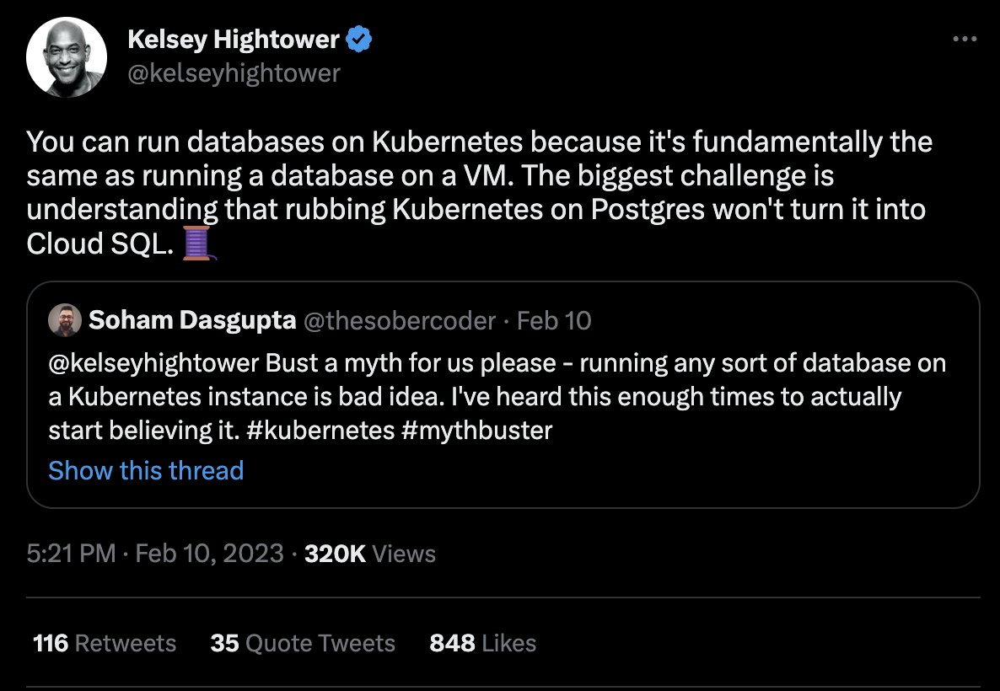 Kelsey Hightower
@kelseyhightower
You can run databases on Kubernetes because it's fundamentally the
same as running a database on a VM. The biggest challenge is
understanding that rubbing Kubernetes on Postgres won't turn it into
Cloud SQL. 🧵
Soham Dasgupta @thesobercoder · Feb 10
@kelseyhightower Bust a myth for us please - running any sort of database on
a Kubernetes instance is bad idea. I've heard this enough times to actually
start believing it. #kubernetes #mythbuster
Show this thread
5:21 PM · Feb 10, 2023 · 320K Views
116 Retweets 35 Quote Tweets 848 Likes